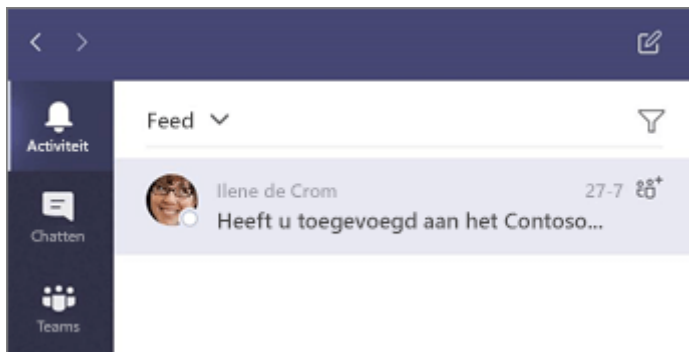 Activiteit
Chatten
Teams
Feed
Ilene de Crom 27-7
Heeft u toegevoegd aan het Contoso...